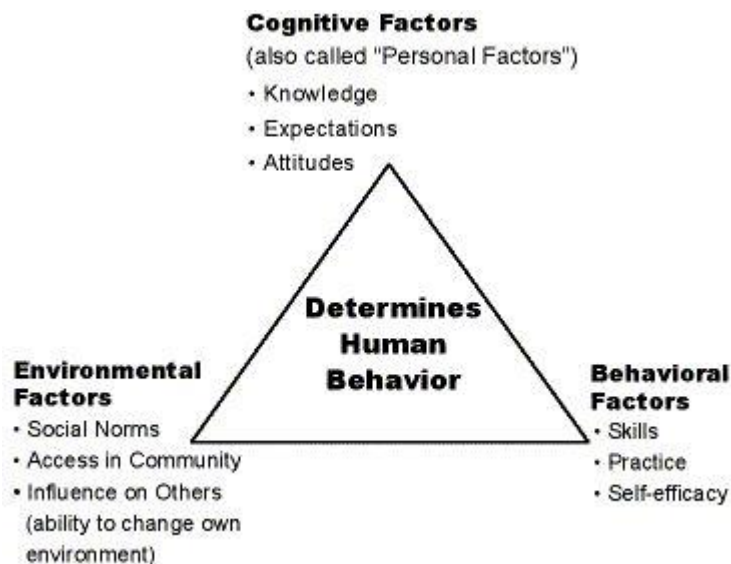 Cognitive Factors
(also called "Personal Factors")
• Knowledge
• Expectations
• Attitudes
Determines
Human
Behavior
Environmental
Factors
• Social Norms
• Access in Community
• Influence on Others
(ability to change own
environment)
Behavioral
Factors
• Skills
• Practice
• Self-efficacy